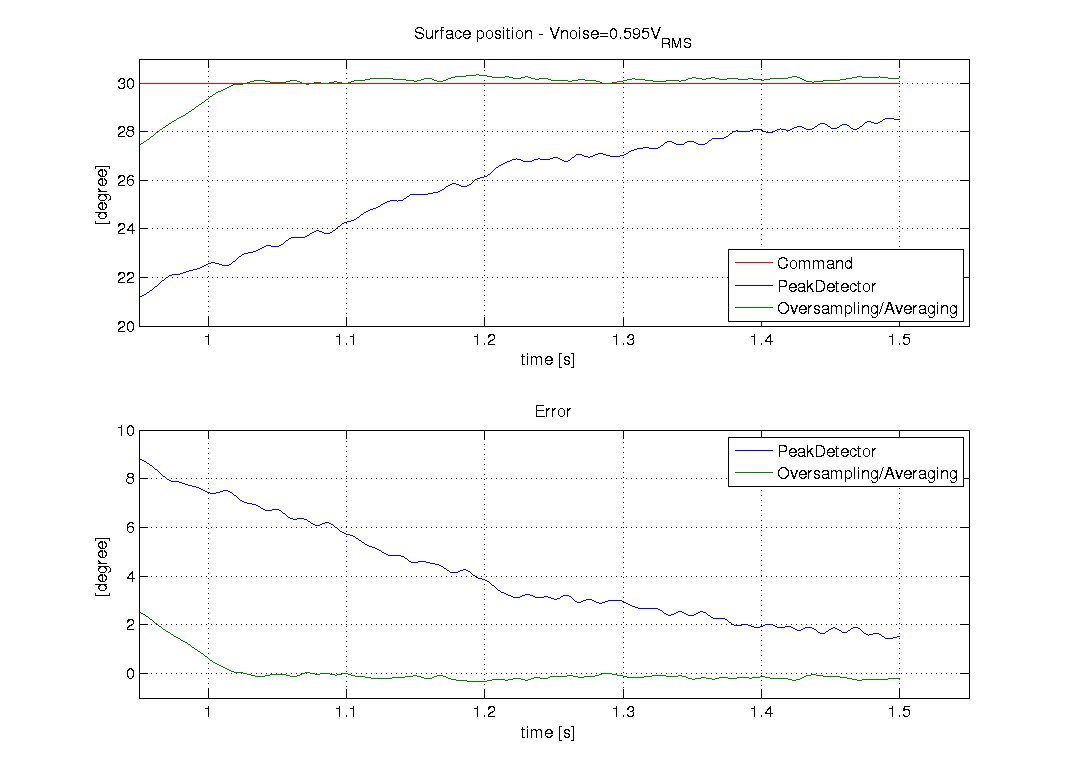 Surface position - Vnoise=0.595V_RMS
30
28
26
24
22
20
[degree]
1 1.1 1.2 1.3 1.4 1.5
time [s]
Command
PeakDetector
Oversampling/Averaging
Error
10
8
6
4
2
0
[degree]
1 1.1 1.2 1.3 1.4 1.5
time [s]
PeakDetector
Oversampling/Averaging